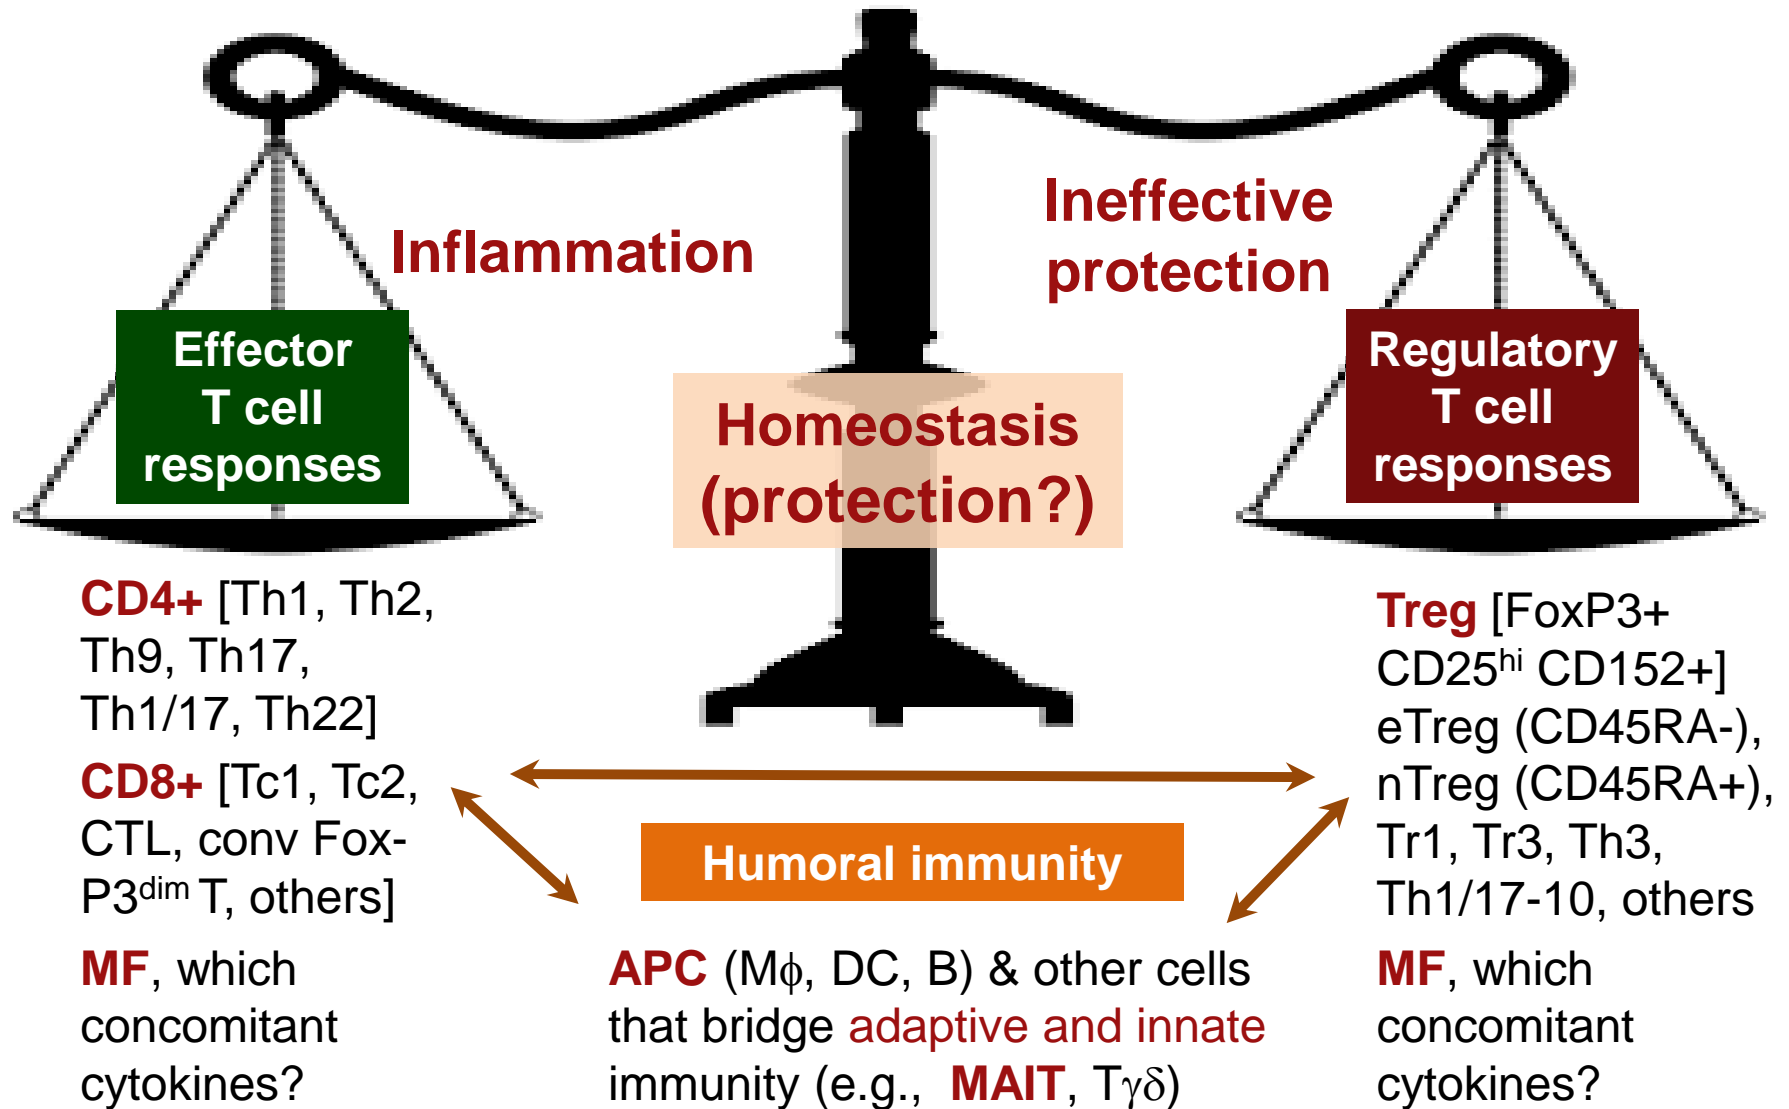 Inflammation
Ineffective
protection
Effector
T cell
responses
Homeostasis
(protection?)
Regulatory
T cell
responses
CD4+ [Th1, Th2,
Th9, Th17,
Th1/17, Th22]
CD8+ [Tc1, Tc2,
CTL, conv Fox-
P3dim T, others]
MF, which
concomitant
cytokines?
Humoral immunity
APC (Mϕ, DC, B) & other cells
that bridge adaptive and innate
immunity (e.g., MAIT, Tγδ)
Treg [FoxP3+
CD25hi CD152+]
eTreg (CD45RA-),
nTreg (CD45RA+),
Tr1, Tr3, Th3,
Th1/17-10, others
MF, which
concomitant
cytokines?